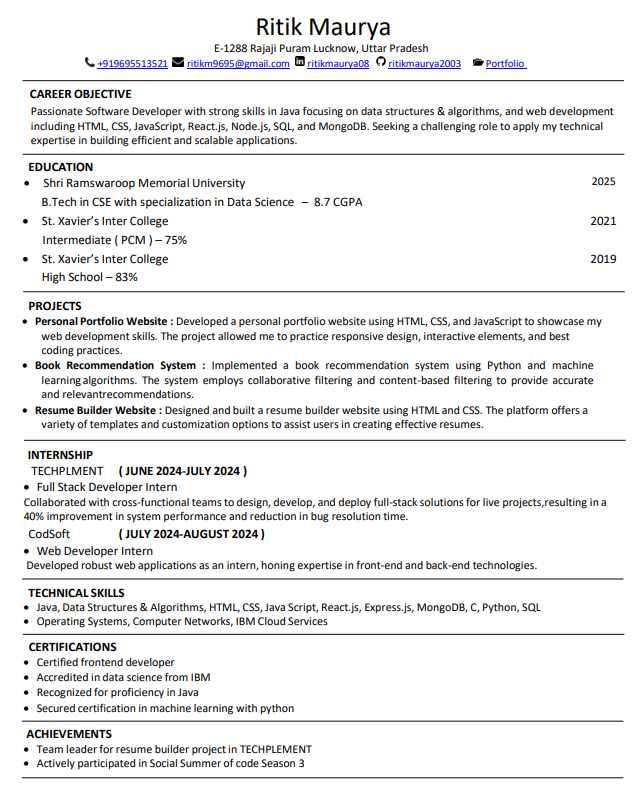 Ritik Maurya
E-1288 Rajaji Puram Lucknow, Uttar Pradesh
+919695513521 ritikm9695@gmail.com ritikmaurya08 ritikmaurya2003 Portfolio
CAREER OBJECTIVE
Passionate Software Developer with strong skills in Java focusing on data structures & algorithms, and web development
including HTML, CSS, JavaScript, React.js, Node.js, SQL, and MongoDB. Seeking a challenging role to apply my technical
expertise in building efficient and scalable applications.
EDUCATION
• Shri Ramswaroop Memorial University 2025
B.Tech in CSE with specialization in Data Science – 8.7 CGPA
• St. Xavier’s Inter College 2021
Intermediate ( PCM ) – 75%
• St. Xavier’s Inter College 2019
High School – 83%
PROJECTS
• Personal Portfolio Website : Developed a personal portfolio website using HTML, CSS, and JavaScript to showcase my
web development skills. The project allowed me to practice responsive design, interactive elements, and best
coding practices.
• Book Recommendation System : Implemented a book recommendation system using Python and machine
learning algorithms. The system employs collaborative filtering and content-based filtering to provide accurate
and relevantrecommendations.
• Resume Builder Website : Designed and built a resume builder website using HTML and CSS. The platform offers a
variety of templates and customization options to assist users in creating effective resumes.
INTERNSHIP
TECHPLMENT ( JUNE 2024-JULY 2024 )
• Full Stack Developer Intern
Collaborated with cross-functional teams to design, develop, and deploy full-stack solutions for live projects,resulting in a
40% improvement in system performance and reduction in bug resolution time.
CodSoft ( JULY 2024-AUGUST 2024 )
• Web Developer Intern
Developed robust web applications as an intern, honing expertise in front-end and back-end technologies.
TECHNICAL SKILLS
• Java, Data Structures & Algorithms, HTML, CSS, Java Script, React.js, Express.js, MongoDB, C, Python, SQL
• Operating Systems, Computer Networks, IBM Cloud Services
CERTIFICATIONS
• Certified frontend developer
• Accredited in data science from IBM
• Recognized for proficiency in Java
• Secured certification in machine learning with python
ACHIEVEMENTS
• Team leader for resume builder project in TECHPLEMENT
• Actively participated in Social Summer of code Season 3